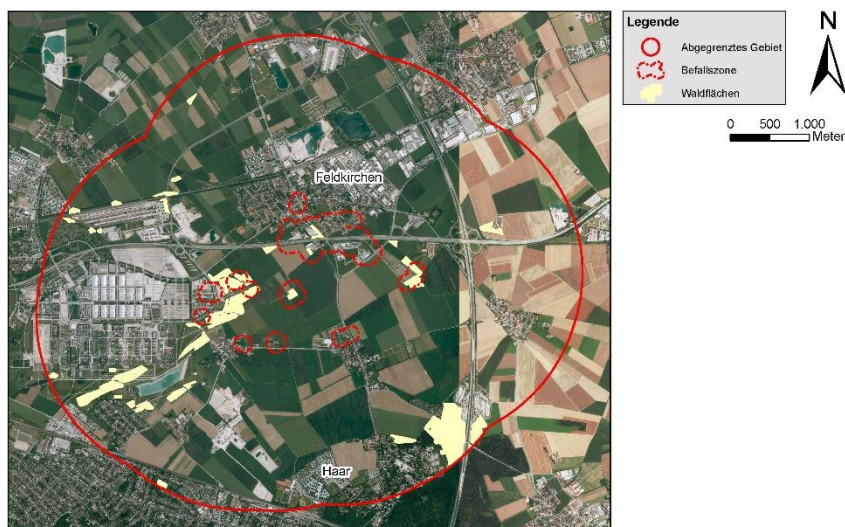 Legende
Abgegrenztes Gebiet
Befallszone
Waldflächen
N
0 500 1.000
Meter
Feldkirchen
Haar